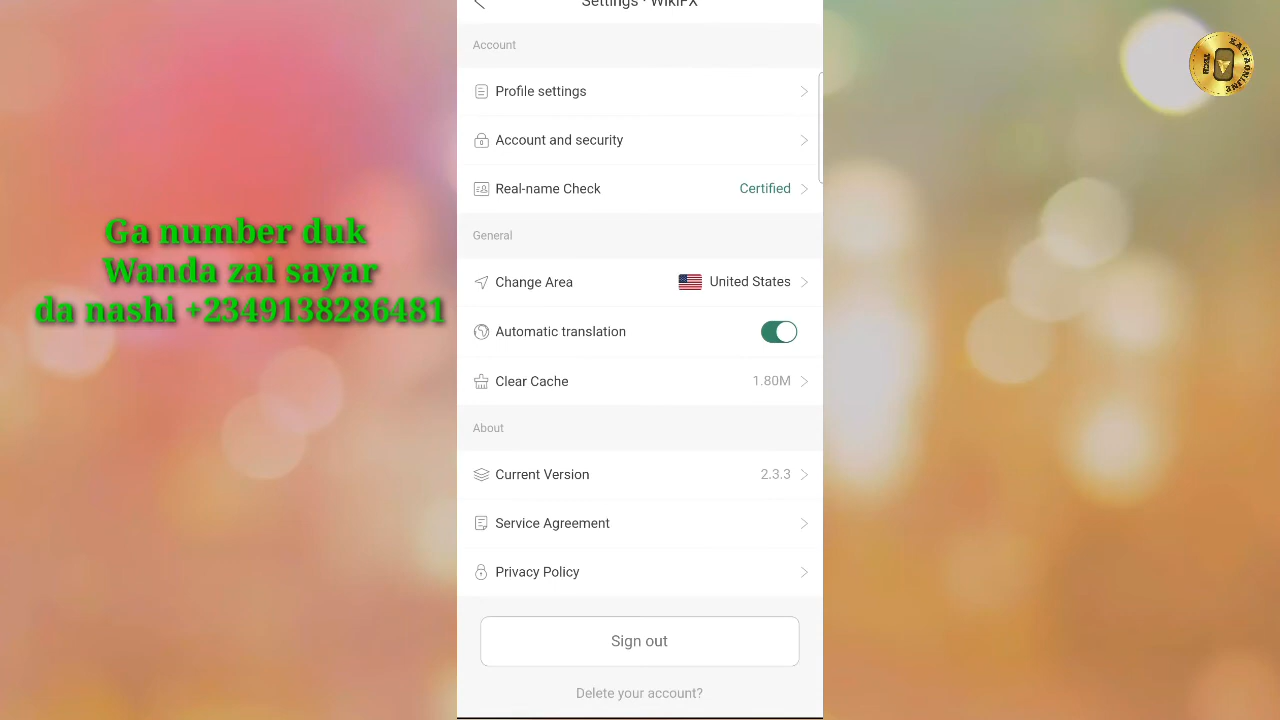 Settings · WikiFX
Account
Profile settings
Account and security
Real-name Check Certified
General
Change Area United States
Automatic translation
Clear Cache 1.80M
About
Current Version 2.3.3
Service Agreement
Privacy Policy
Sign out
Delete your account?
Ga number duk
Wanda zai sayar
da nashi +2349138286481